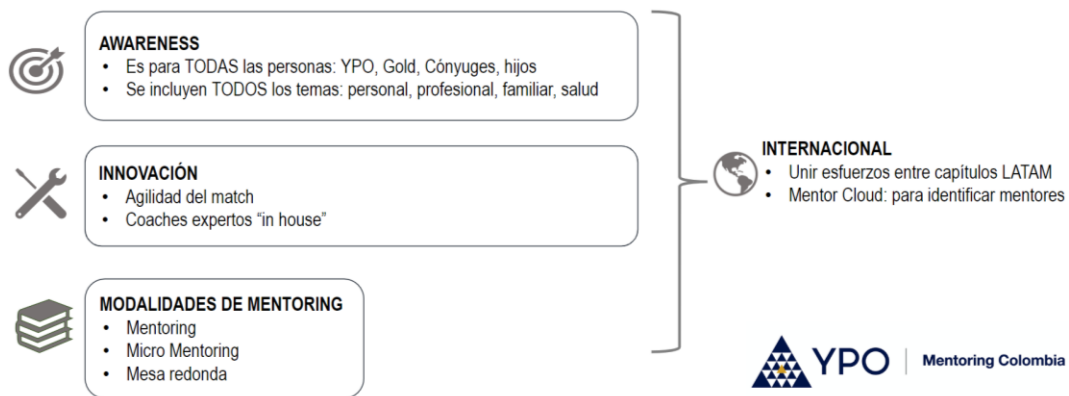 AWARENESS
• Es para TODAS las personas: YPO, Gold, Cónyuges, hijos
• Se incluyen TODOS los temas: personal, profesional, familiar, salud
INNOVACIÓN
• Agilidad del match
• Coaches expertos “in house”
MODALIDADES DE MENTORING
• Mentoring
• Micro Mentoring
• Mesa redonda
INTERNACIONAL
• Unir esfuerzos entre capítulos LATAM
• Mentor Cloud: para identificar mentores
YPO | Mentoring Colombia